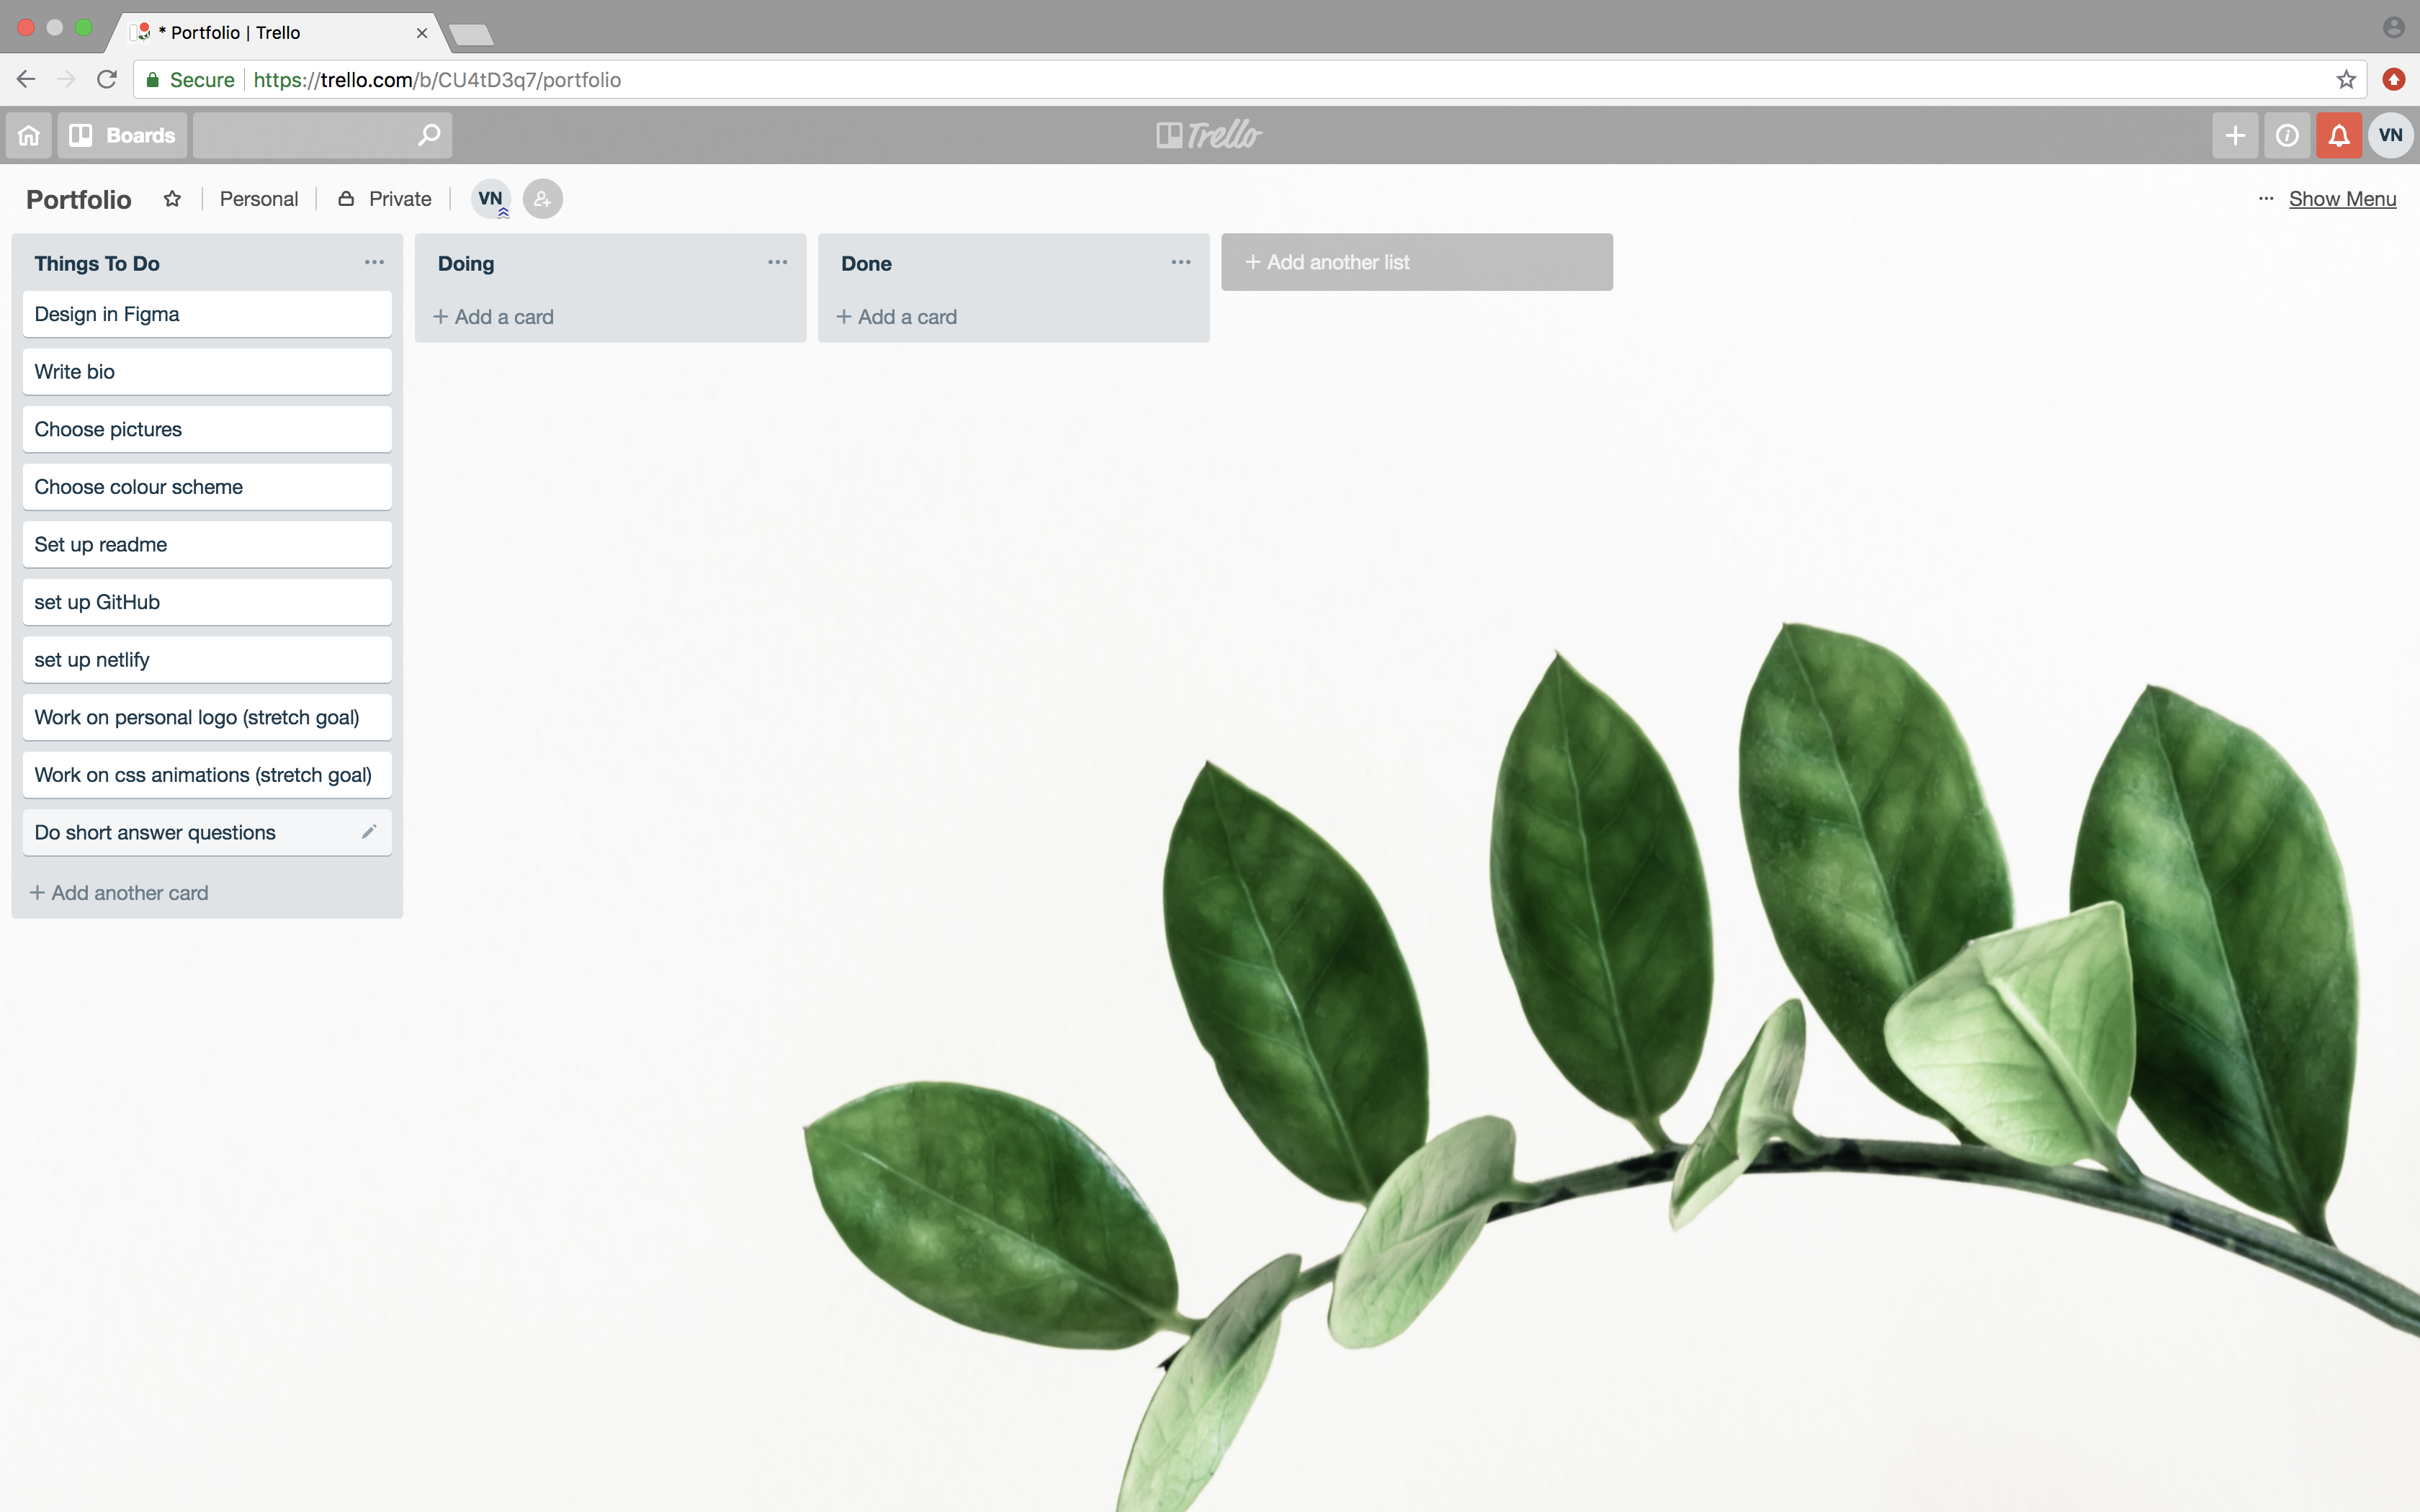 * Portfolio | Trello
Secure https://trello.com/b/CU4tD3q7/portfolio
Boards Trello VN
Portfolio Personal Private VN ... Show Menu
Things To Do ...
Design in Figma
Write bio
Choose pictures
Choose colour scheme
Set up readme
set up GitHub
set up netlify
Work on personal logo (stretch goal)
Work on css animations (stretch goal)
Do short answer questions
+ Add another card
Doing ...
+ Add a card
Done ...
+ Add a card
+ Add another list